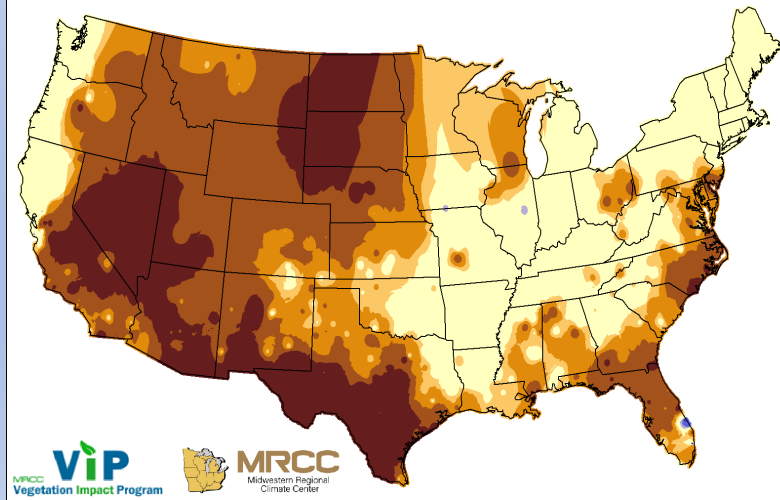 MRCC ViP
Vegetation Impact Program
MRCC
Midwestern Regional
Climate Center